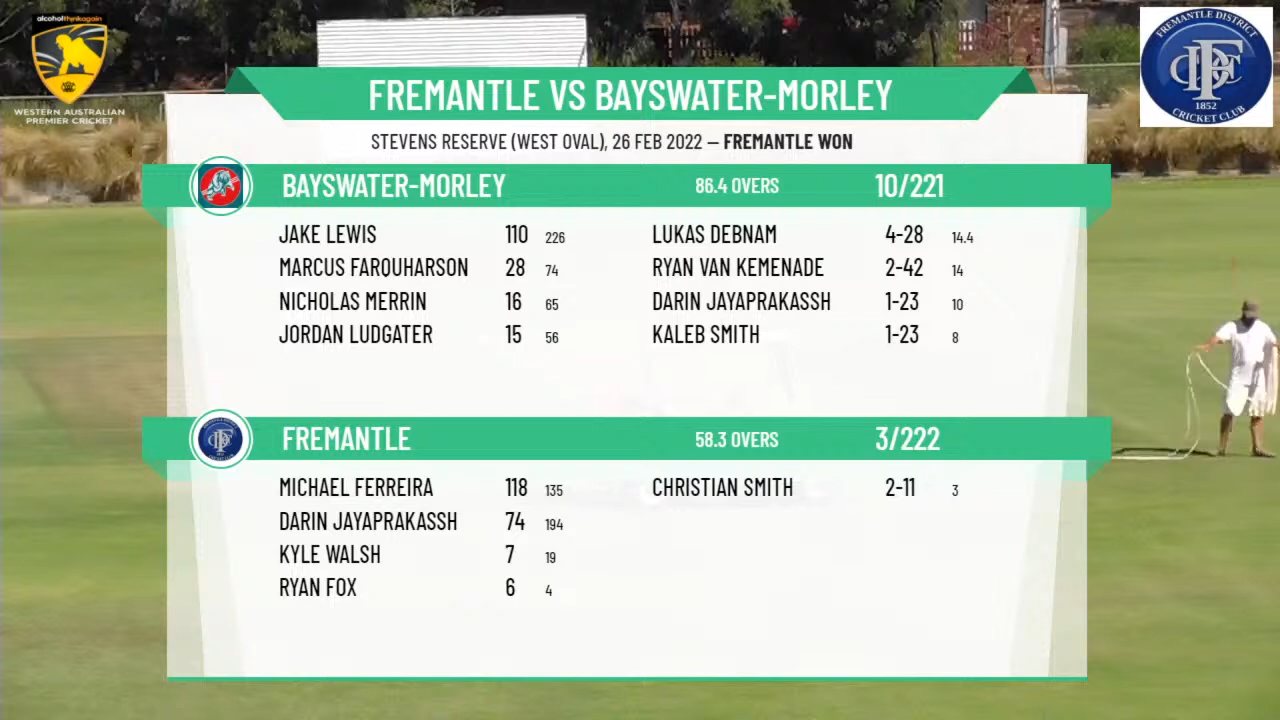 alcoholthinkagain
WESTERN AUSTRALIAN
PREMIER CRICKET
FREMANTLE DISTRICT
1852
CRICKET CLUB
FREMANTLE VS BAYSWATER-MORLEY
STEVENS RESERVE (WEST OVAL), 26 FEB 2022 – FREMANTLE WON
BAYSWATER-MORLEY 86.4 OVERS 10/221
JAKE LEWIS 110 226 LUKAS DEBNAM 4-28 14.4
MARCUS FARQUHARSON 28 74 RYAN VAN KEMENADE 2-42 14
NICHOLAS MERRIN 16 65 DARIN JAYAPRAKASSH 1-23 10
JORDAN LUDGATER 15 56 KALEB SMITH 1-23 8
FREMANTLE 58.3 OVERS 3/222
MICHAEL FERREIRA 118 135 CHRISTIAN SMITH 2-11 3
DARIN JAYAPRAKASSH 74 194
KYLE WALSH 7 19
RYAN FOX 6 4